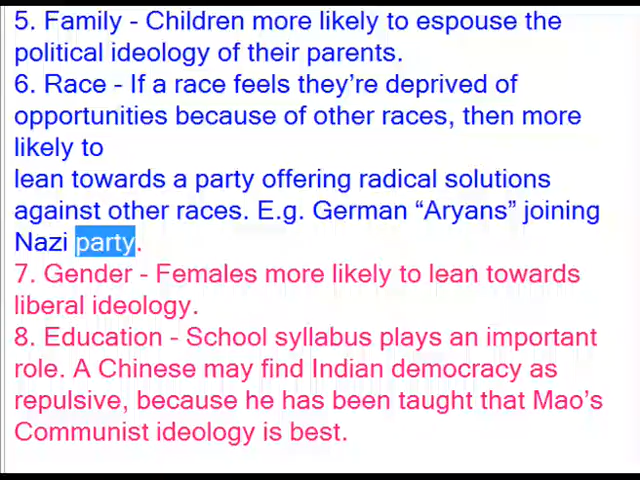 5. Family - Children more likely to espouse the
political ideology of their parents.
6. Race - If a race feels they’re deprived of
opportunities because of other races, then more
likely to
lean towards a party offering radical solutions
against other races. E.g. German “Aryans” joining
Nazi party.
7. Gender - Females more likely to lean towards
liberal ideology.
8. Education - School syllabus plays an important
role. A Chinese may find Indian democracy as
repulsive, because he has been taught that Mao’s
Communist ideology is best.